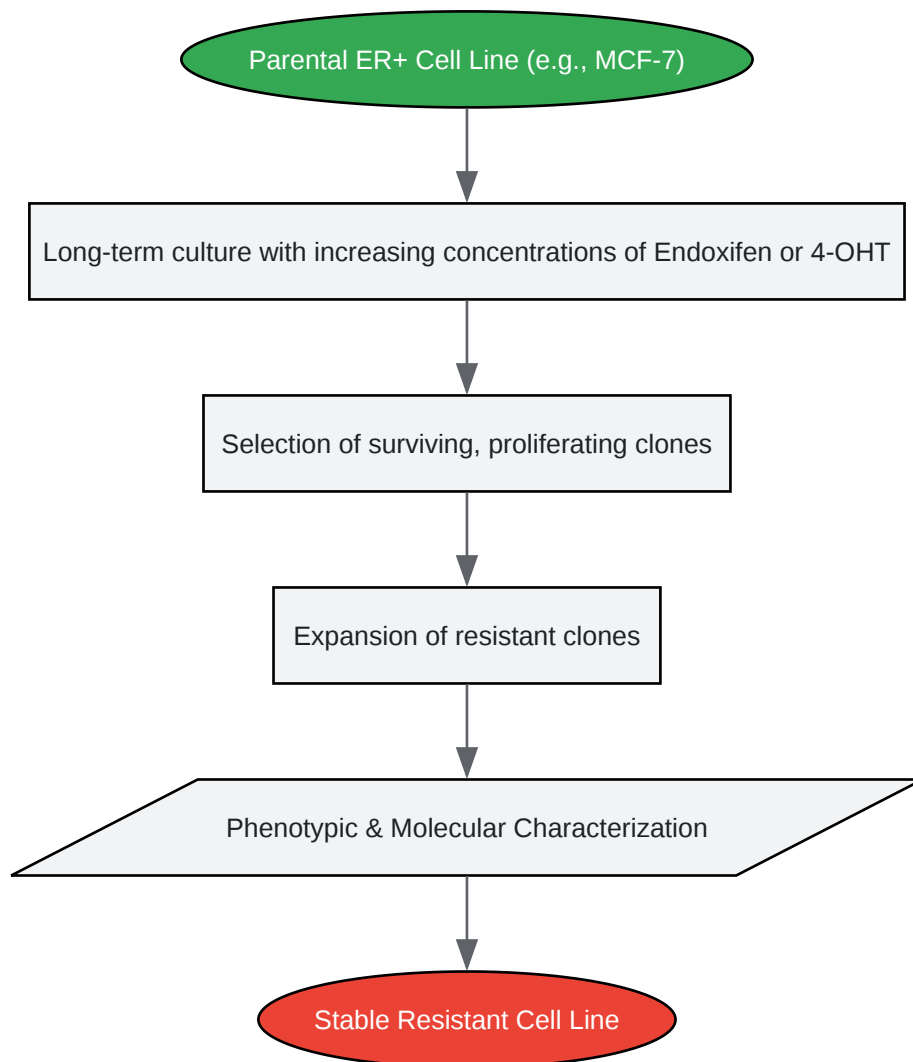 Parental ER+ Cell Line (e.g., MCF-7)
Long-term culture with increasing concentrations of Endoxifen or 4-OHT
Selection of surviving, proliferating clones
Expansion of resistant clones
Phenotypic & Molecular Characterization
Stable Resistant Cell Line